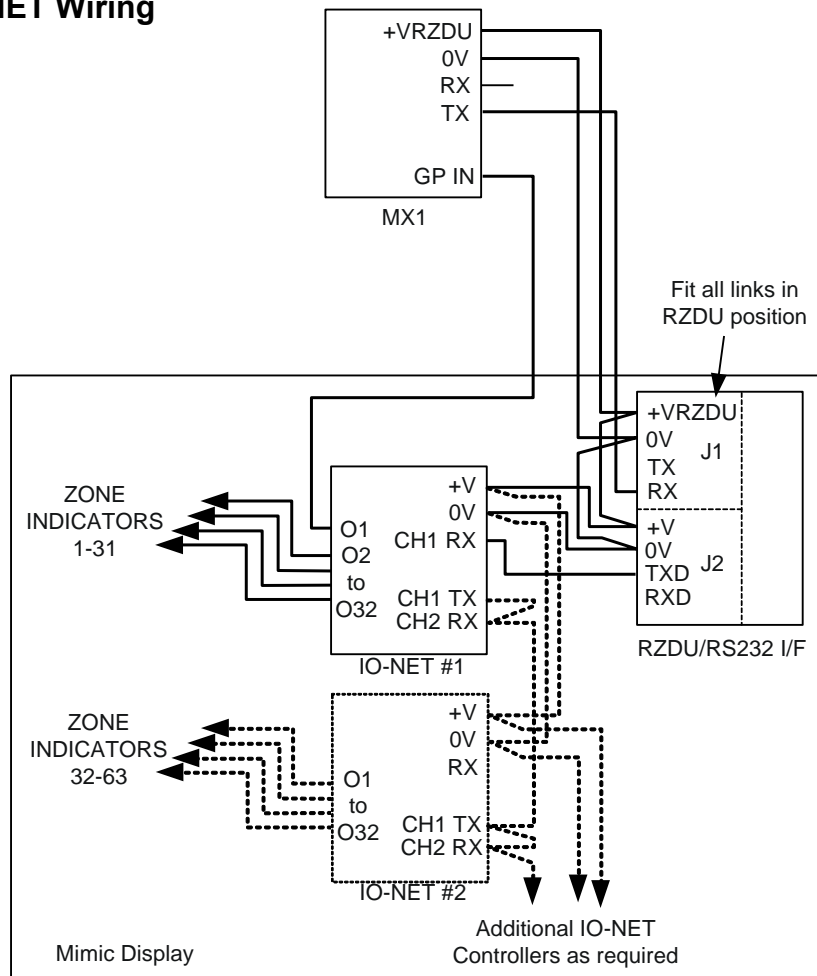 NET Wiring
+VRZDU
0V
RX
TX
GP IN
MX1
Fit all links in
RZDU position
+VRZDU
0V
J1
TX
RX
+V
0V
J2
TXD
RXD
RZDU/RS232 I/F
ZONE
INDICATORS
1-31
+V
0V
O1
CH1 RX
O2
to
CH1 TX
O32
CH2 RX
IO-NET #1
ZONE
INDICATORS
32-63
+V
0V
RX
O1
to
O32
CH1 TX
CH2 RX
IO-NET #2
Additional IO-NET
Controllers as required
Mimic Display